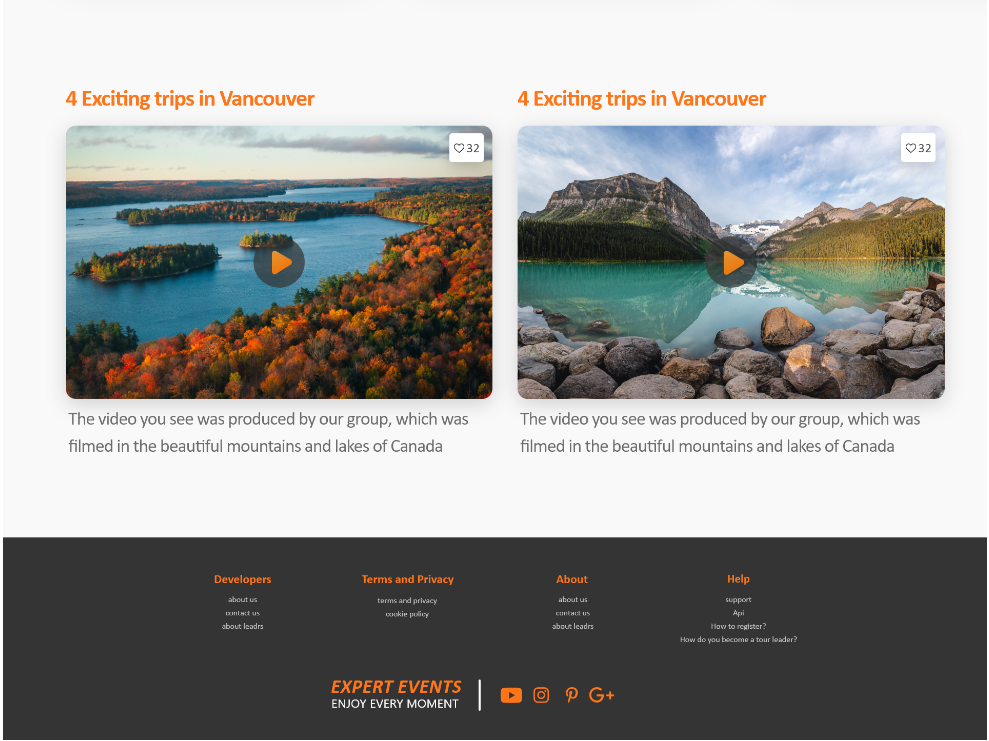 4 Exciting trips in Vancouver
32
The video you see was produced by our group, which was
filmed in the beautiful mountains and lakes of Canada
4 Exciting trips in Vancouver
32
The video you see was produced by our group, which was
filmed in the beautiful mountains and lakes of Canada
Developers
about us
contact us
about leadrs
Terms and Privacy
terms and privacy
cookie policy
About
about us
contact us
about leadrs
Help
support
Api
How to register?
How do you become a tour leader?
EXPERT EVENTS
ENJOY EVERY MOMENT
G+